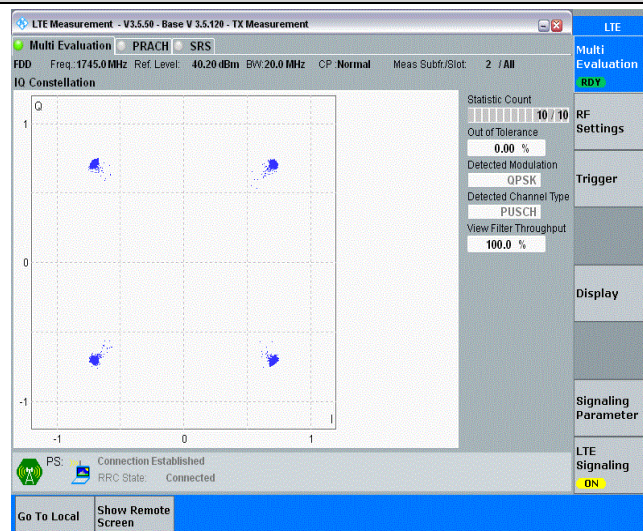 LTE Measurement - V3.5.50 - Base V 3.5.120 - TX Measurement
LTE
Multi Evaluation PRACH SRS
Multi
Evaluation
RDY
FDD Freq.:1745.0 MHz Ref. Level: 40.20 dBm BW:20.0 MHz CP :Normal Meas Subfr./Slot: 2 / All
IQ Constellation
Statistic Count
10 / 10
Out of Tolerance
0.00 %
Detected Modulation
QPSK
Detected Channel Type
PUSCH
View Filter Throughput
100.0 %
RF
Settings
Trigger
Display
Signaling
Parameter
LTE
Signaling
ON
Q
1
0
-1
I
-1 0 1
PS: Connection Established
RRC State: Connected
Go To Local
Show Remote
Screen